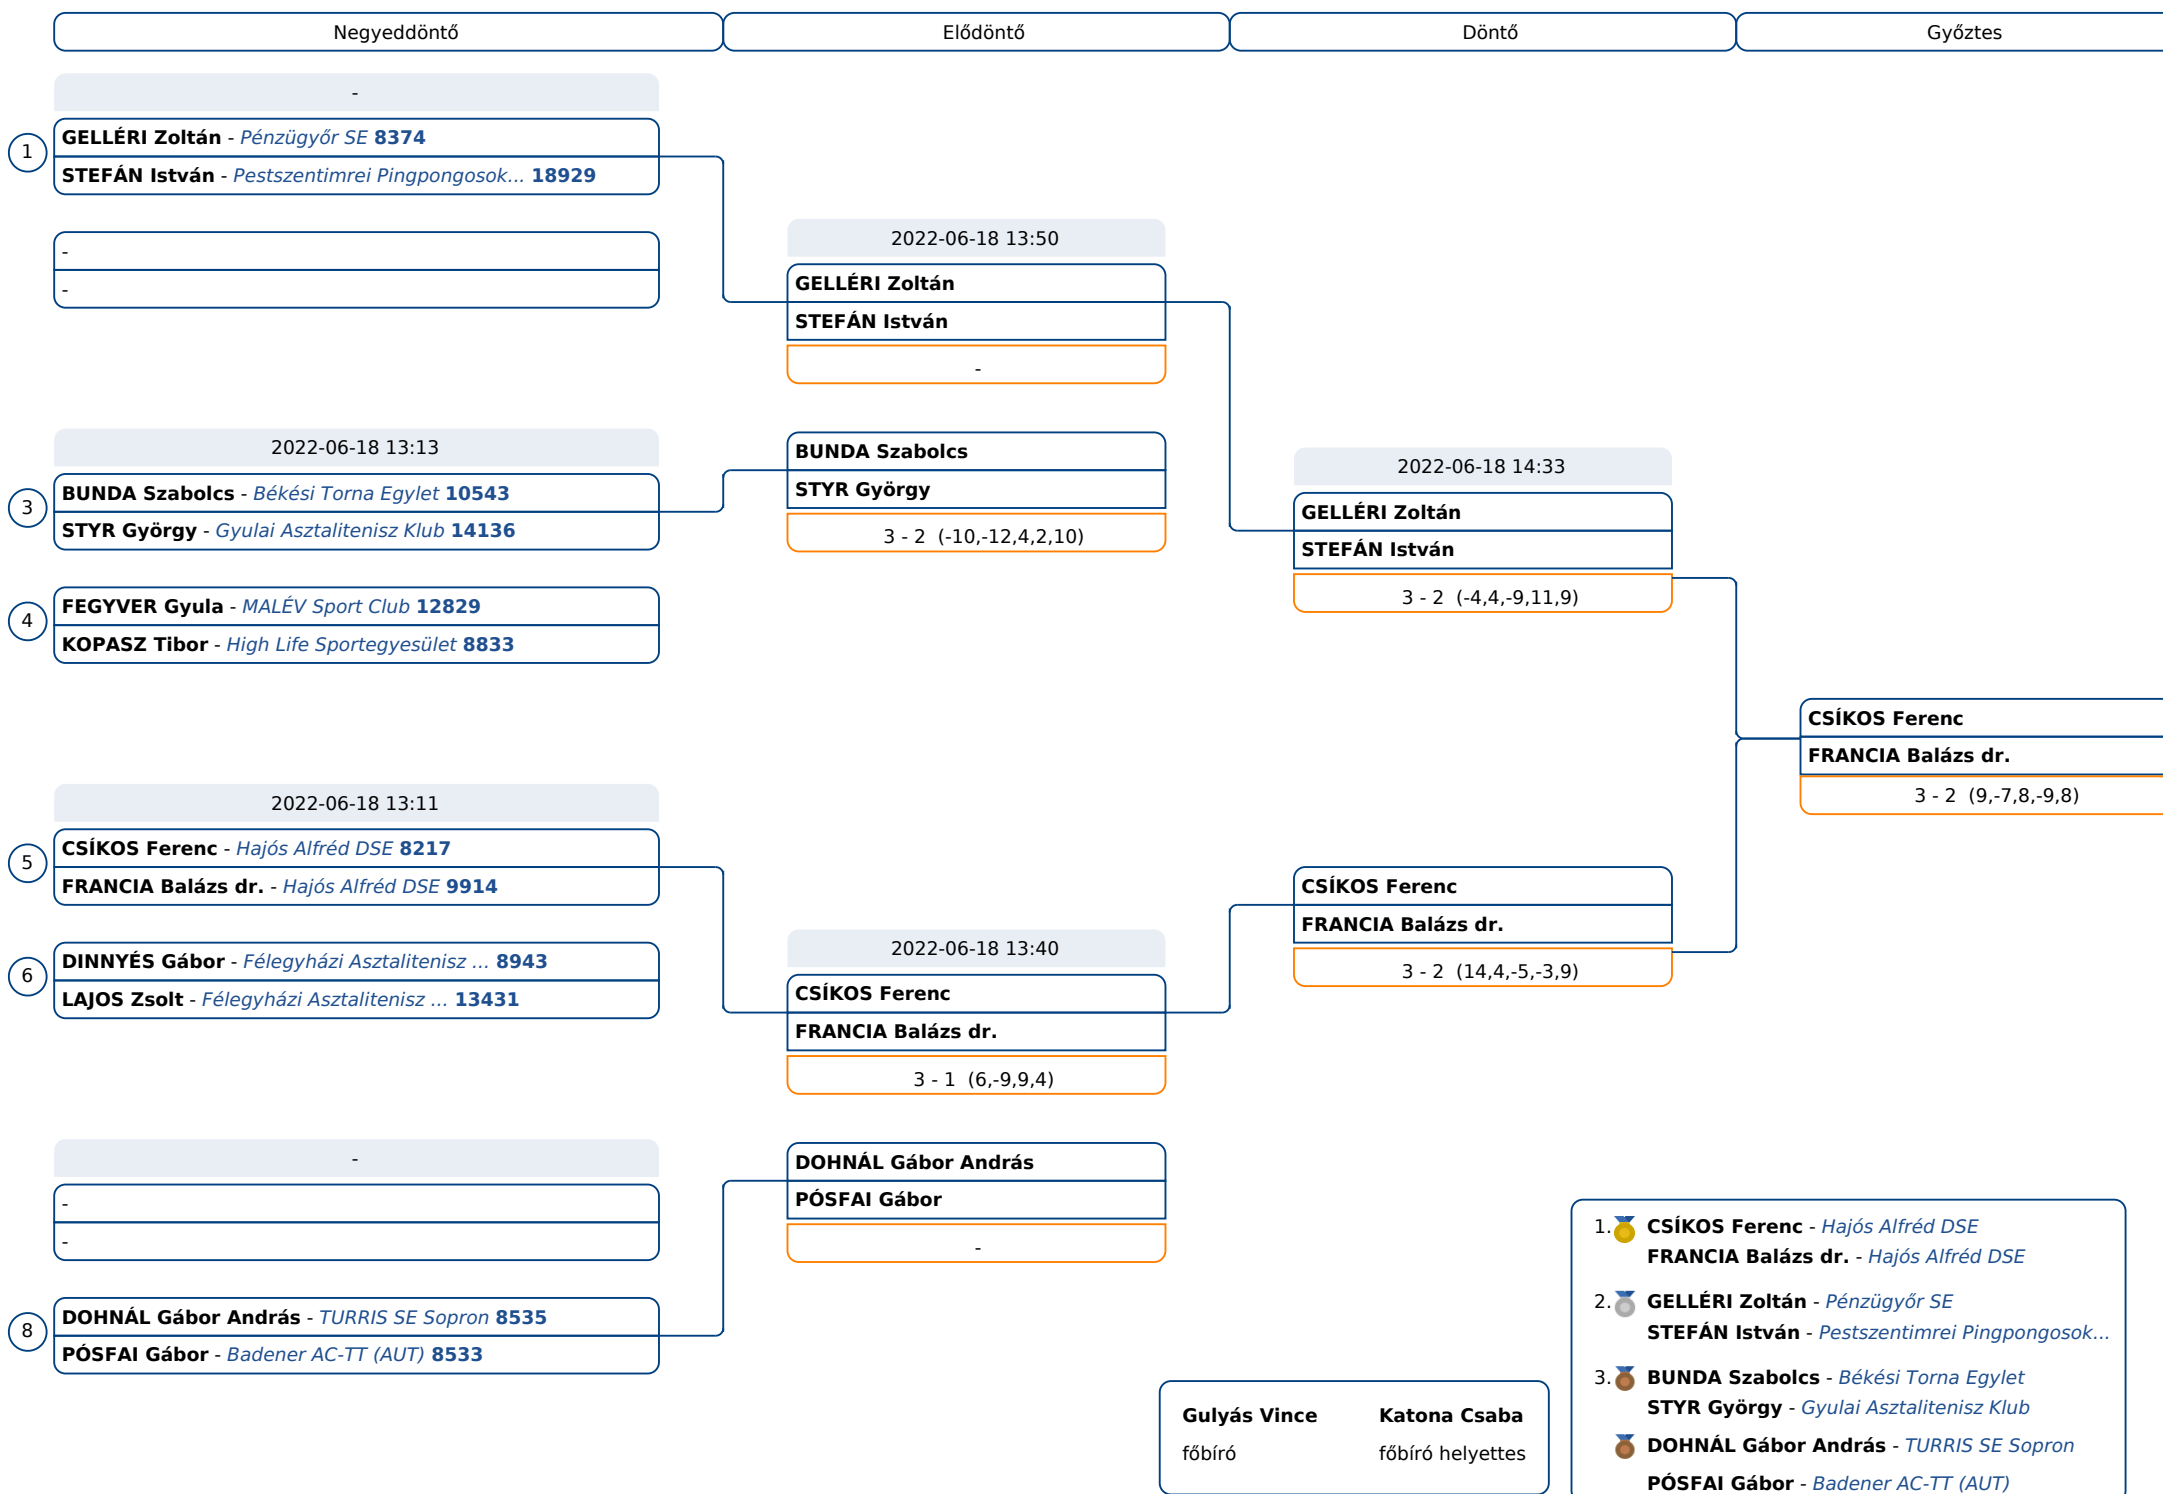 Negyeddöntő
Elődöntő
Döntő
Győztes
-
1
GELLÉRI Zoltán - Pénzügyőr SE 8374
STEFÁN István - Pestszentimrei Pingpongosok... 18929
-
-
2022-06-18 13:50
GELLÉRI Zoltán
STEFÁN István
-
2022-06-18 13:13
3
BUNDA Szabolcs - Békési Torna Egylet 10543
STYR György - Gyulai Asztalitenisz Klub 14136
BUNDA Szabolcs
STYR György
3 - 2 (-10,-12,4,2,10)
2022-06-18 14:33
GELLÉRI Zoltán
STEFÁN István
3 - 2 (-4,4,-9,11,9)
4
FEGYVER Gyula - MALÉV Sport Club 12829
KOPASZ Tibor - High Life Sportegyesület 8833
CSÍKOS Ferenc
FRANCIA Balázs dr.
3 - 2 (9,-7,8,-9,8)
2022-06-18 13:11
5
CSÍKOS Ferenc - Hajós Alfréd DSE 8217
FRANCIA Balázs dr. - Hajós Alfréd DSE 9914
CSÍKOS Ferenc
FRANCIA Balázs dr.
3 - 2 (14,4,-5,-3,9)
6
DINNYÉS Gábor - Félegyházi Asztalitenisz ... 8943
LAJOS Zsolt - Félegyházi Asztalitenisz ... 13431
2022-06-18 13:40
CSÍKOS Ferenc
FRANCIA Balázs dr.
3 - 1 (6,-9,9,4)
-
-
-
DOHNÁL Gábor András
PÓSFAI Gábor
-
8
DOHNÁL Gábor András - TURRIS SE Sopron 8535
PÓSFAI Gábor - Badener AC-TT (AUT) 8533
Gulyás Vince Katona Csaba
főbíró főbíró helyettes
1. CSÍKOS Ferenc - Hajós Alfréd DSE
FRANCIA Balázs dr. - Hajós Alfréd DSE
2. GELLÉRI Zoltán - Pénzügyőr SE
STEFÁN István - Pestszentimrei Pingpongosok...
3. BUNDA Szabolcs - Békési Torna Egylet
STYR György - Gyulai Asztalitenisz Klub
DOHNÁL Gábor András - TURRIS SE Sopron
PÓSFAI Gábor - Badener AC-TT (AUT)